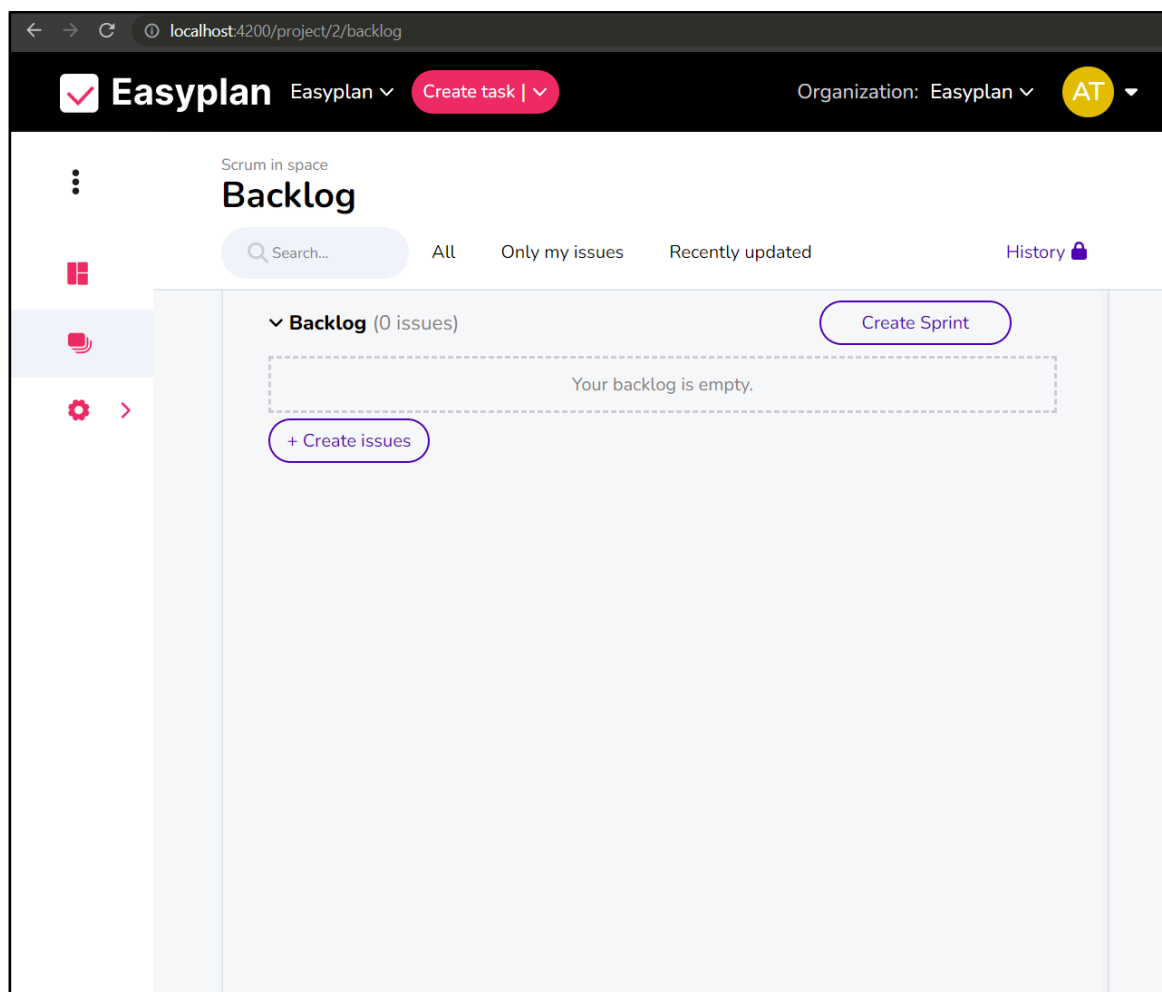 localhost:4200/project/2/backlog
Easyplan Easyplan Create task | Organization: Easyplan AT
Scrum in space
Backlog
Search... All Only my issues Recently updated History
Backlog (0 issues) Create Sprint
Your backlog is empty.
+ Create issues